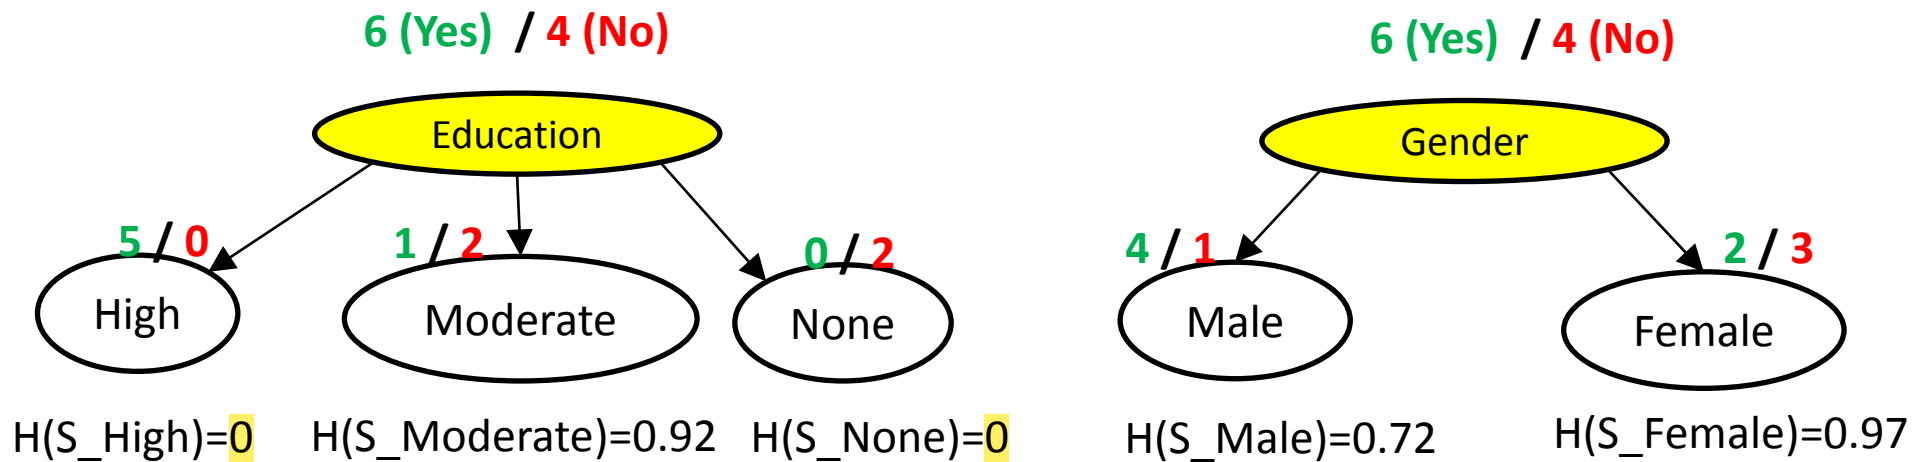 6 (Yes) / 4 (No)
Education
5 / 0
1 / 2
0 / 2
High
Moderate
None
H(S_High)=0
H(S_Moderate)=0.92
H(S_None)=0
6 (Yes) / 4 (No)
Gender
4 / 1
2 / 3
Male
Female
H(S_Male)=0.72
H(S_Female)=0.97